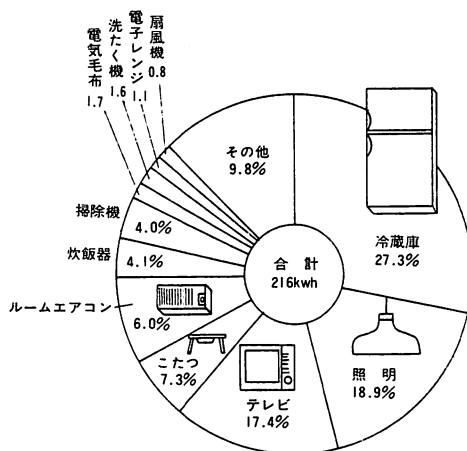 扇風機
0.8
電子レンジ
1.1
洗たく機
1.6
電気毛布
1.7
その他
9.8%
掃除機
4.0%
冷蔵庫
27.3%
炊飯器
4.1%
合計
216kwh
ルームエアコン
6.0%
こたつ
7.3%
照明
18.9%
テレビ
17.4%